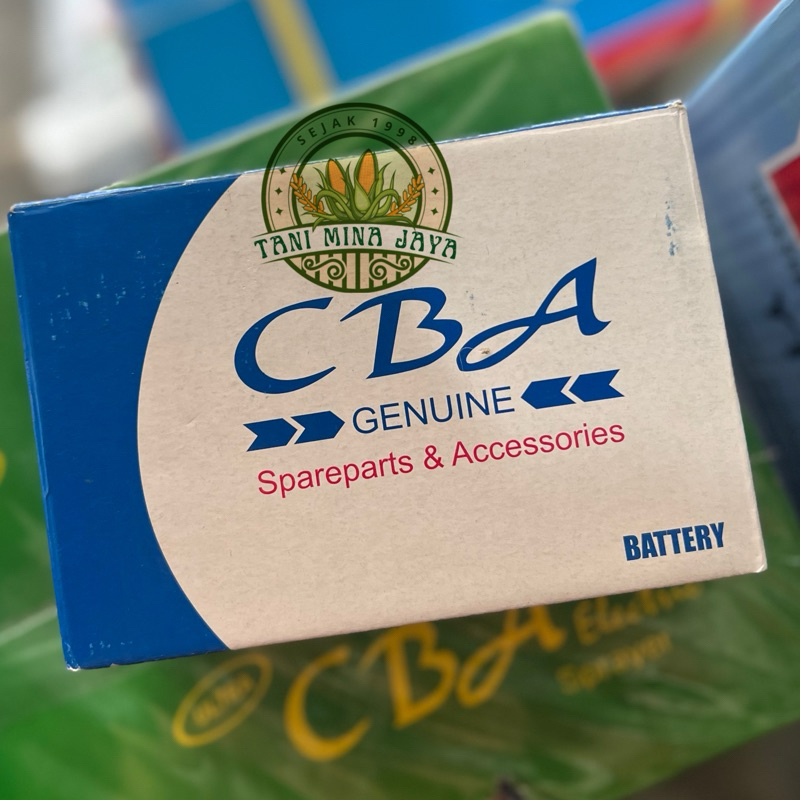 SEJAK 1998
TANI MINA JAYA
CBA
GENUINE
Spareparts & Accessories
BATTERY
CBA Electric
Sprayer